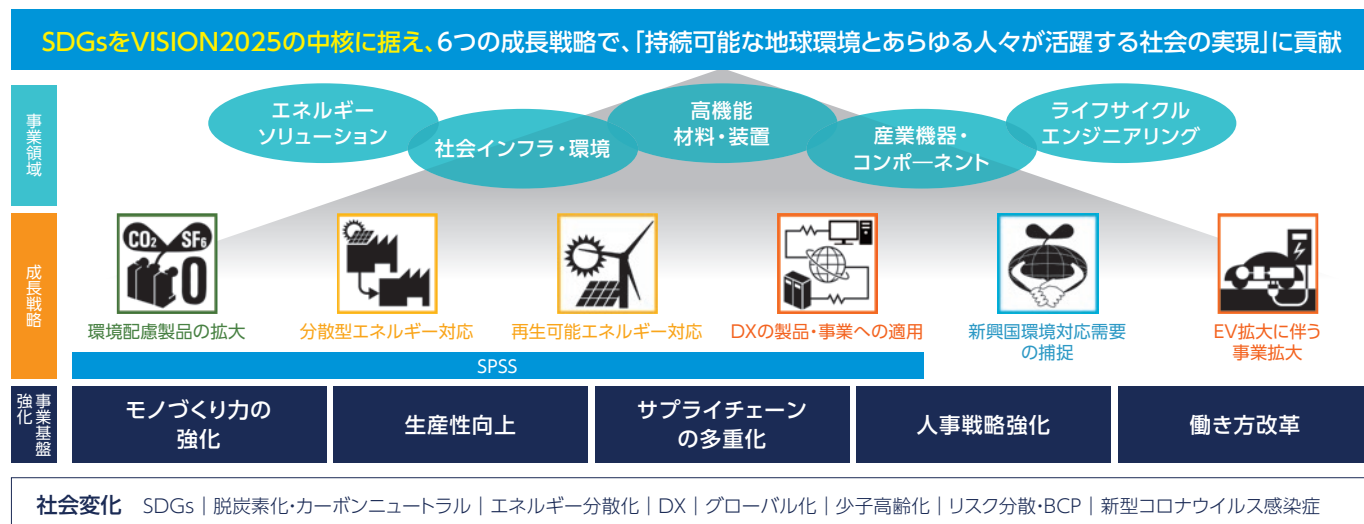 SDGsをVISION2025の中核に据え、6つの成長戦略で、「持続可能な地球環境とあらゆる人々が活躍する社会の実現」に貢献
事業領域
エネルギー
ソリューション
社会インフラ・環境
高機能
材料・装置
産業機器・
コンポーネント
ライフサイクル
エンジニアリング
成長戦略
CO2 SF6
0
環境配慮製品の拡大
分散型エネルギー対応
再生可能エネルギー対応
DXの製品・事業への適用
新興国環境対応需要
の捕捉
EV拡大に伴う
事業拡大
SPSS
事業基盤
強化
モノづくり力の
強化
生産性向上
サプライチェーン
の多重化
人事戦略強化
働き方改革
社会変化 SDGs|脱炭素化・カーボンニュートラル|エネルギー分散化|DX|グローバル化|少子高齢化|リスク分散・BCP|新型コロナウイルス感染症